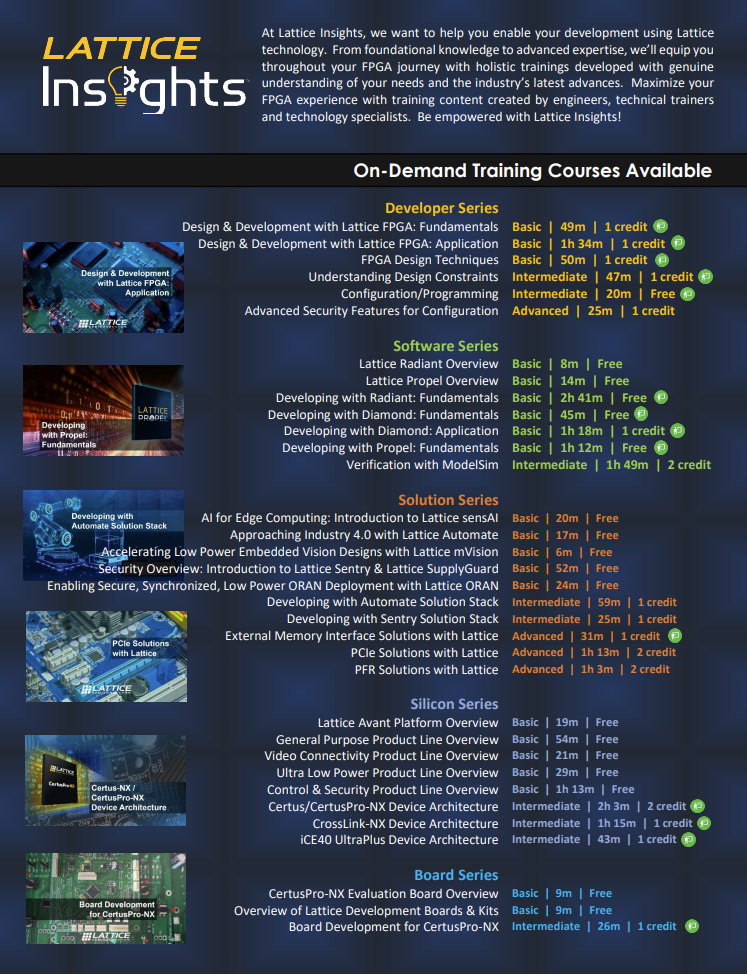 LATTICE
Insights
At Lattice Insights, we want to help you enable your development using Lattice
technology. From foundational knowledge to advanced expertise, we'll equip you
throughout your FPGA journey with holistic trainings developed with genuine
understanding of your needs and the industry's latest advances. Maximize your
FPGA experience with training content created by engineers, technical trainers
and technology specialists. Be empowered with Lattice Insights!
On-Demand Training Courses Available
Developer Series
Design & Development with Lattice FPGA: Fundamentals Basic | 49m | 1 credit
Design & Development with Lattice FPGA: Application Basic | 1h 34m | 1 credit
FPGA Design Techniques Basic | 50m | 1 credit
Understanding Design Constraints Intermediate | 47m | 1 credit
Configuration/Programming Intermediate | 20m | Free
Advanced Security Features for Configuration Advanced | 25m | 1 credit
Design & Development
with Lattice FPGA:
Application
LATTICE
Software Series
Lattice Radiant Overview Basic | 8m | Free
Lattice Propel Overview Basic | 14m | Free
Developing with Radiant: Fundamentals Basic | 2h 41m | Free
Developing with Diamond: Fundamentals Basic | 45m | Free
Developing with Diamond: Application Basic | 1h 18m | 1 credit
Developing with Propel: Fundamentals Basic | 1h 12m | Free
Verification with ModelSim Intermediate | 1h 49m | 2 credit
LATTICE
PROPEL
Developing
with Propel:
Fundamentals
Solution Series
AI for Edge Computing: Introduction to Lattice sensAI Basic | 20m | Free
Approaching Industry 4.0 with Lattice Automate Basic | 17m | Free
Accelerating Low Power Embedded Vision Designs with Lattice mVision Basic | 6m | Free
Security Overview: Introduction to Lattice Sentry & Lattice SupplyGuard Basic | 52m | Free
Enabling Secure, Synchronized, Low Power ORAN Deployment with Lattice ORAN Basic | 24m | Free
Developing with Automate Solution Stack Intermediate | 59m | 1 credit
Developing with Sentry Solution Stack Intermediate | 25m | 1 credit
External Memory Interface Solutions with Lattice Advanced | 31m | 1 credit
PCIe Solutions with Lattice Advanced | 1h 13m | 2 credit
PFR Solutions with Lattice Advanced | 1h 3m | 2 credit
Developing with
Automate Solution Stack
PCIe Solutions
with Lattice
LATTICE
Silicon Series
Lattice Avant Platform Overview Basic | 19m | Free
General Purpose Product Line Overview Basic | 54m | Free
Video Connectivity Product Line Overview Basic | 21m | Free
Ultra Low Power Product Line Overview Basic | 29m | Free
Control & Security Product Line Overview Basic | 1h 13m | Free
Certus/CertusPro-NX Device Architecture Intermediate | 2h 3m | 2 credit
CrossLink-NX Device Architecture Intermediate | 1h 15m | 1 credit
iCE40 UltraPlus Device Architecture Intermediate | 43m | 1 credit
LATTICE
CertusPro-NX
Certus-NX /
CertusPro-NX
Device Architecture
Board Series
CertusPro-NX Evaluation Board Overview Basic | 9m | Free
Overview of Lattice Development Boards & Kits Basic | 9m | Free
Board Development for CertusPro-NX Intermediate | 26m | 1 credit
Board Development
for CertusPro-NX
LATTICE